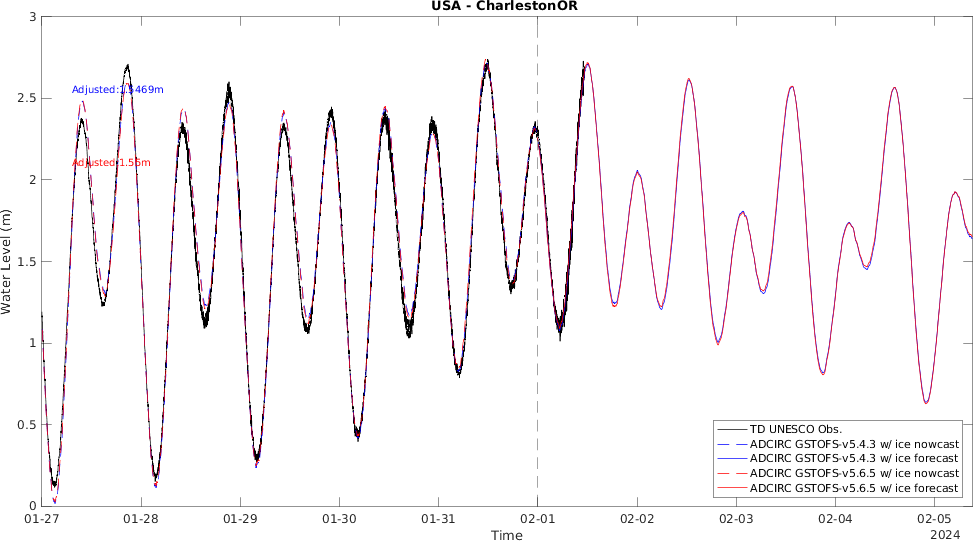 USA - CharlestonOR
3
2.5
2
1.5
1
0.5
0
Water Level (m)
Adjusted:1.5469m
Adjusted:1.55m
TD UNESCO Obs.
ADCIRC GSTOFS-v5.4.3 w/ ice nowcast
ADCIRC GSTOFS-v5.4.3 w/ ice forecast
ADCIRC GSTOFS-v5.6.5 w/ ice nowcast
ADCIRC GSTOFS-v5.6.5 w/ ice forecast
01-27 01-28 01-29 01-30 01-31 02-01 02-02 02-03 02-04 02-05
Time
2024